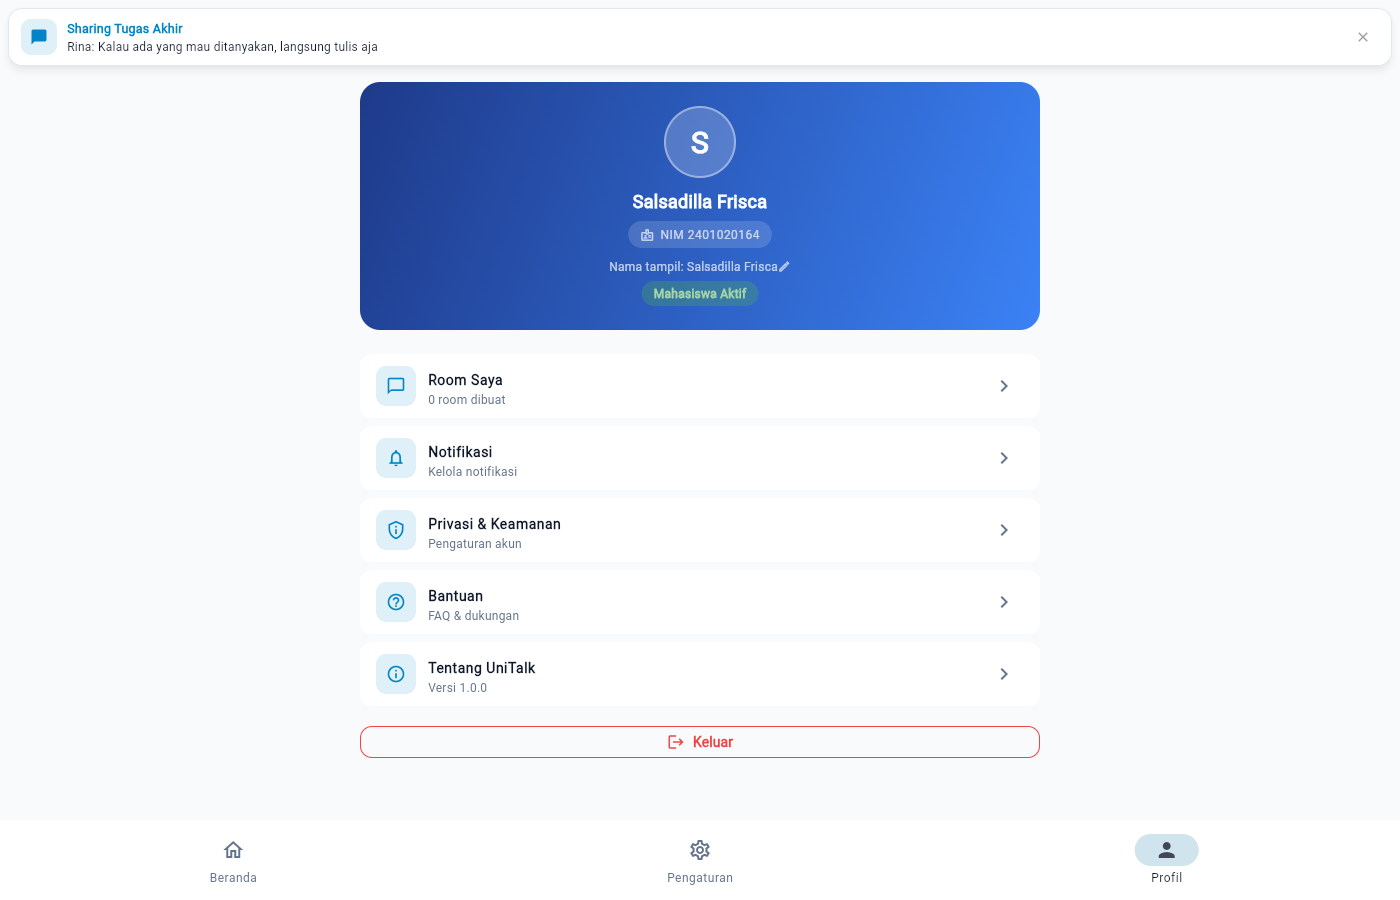 Sharing Tugas Akhir
Rina: Kalau ada yang mau ditanyakan, langsung tulis aja
S
Salsadilla Frisca
NIM 2401020164
Nama tampil: Salsadilla Frisca
Mahasiswa Aktif
Room Saya
0 room dibuat
Notifikasi
Kelola notifikasi
Privasi & Keamanan
Pengaturan akun
Bantuan
FAQ & dukungan
Tentang UniTalk
Versi 1.0.0
Keluar
Beranda
Pengaturan
Profil